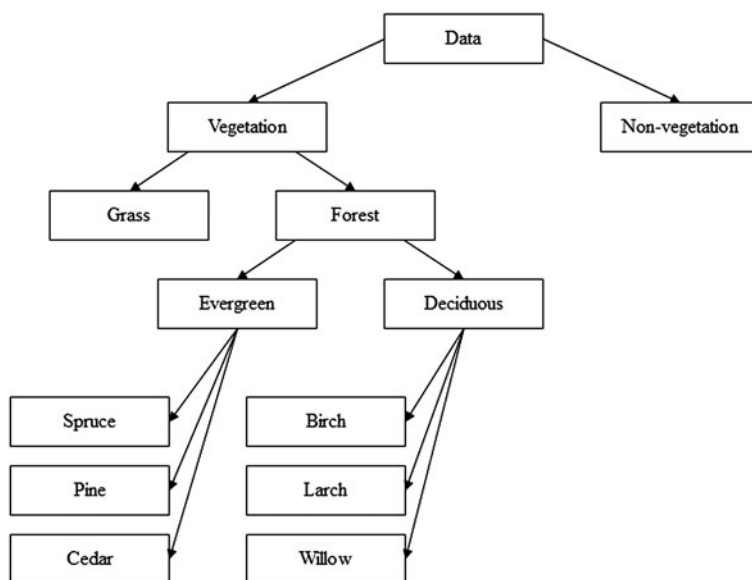 Data
Vegetation
Non-vegetation
Grass
Forest
Evergreen
Deciduous
Spruce
Birch
Pine
Larch
Cedar
Willow